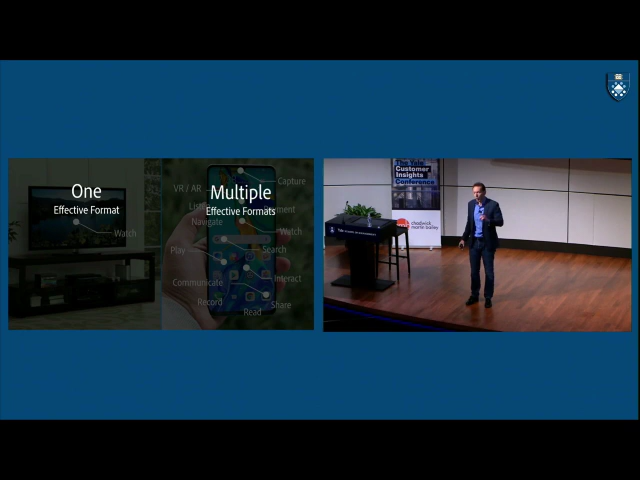 One
Effective Format
Watch
Multiple
Effective Formats
VR / AR
Capture
Navigate
Watch
Play
Search
Communicate
Interact
Record
Share
Read
The Yale
Customer
Insights
Conference
chadwick
martin bailey
Yale